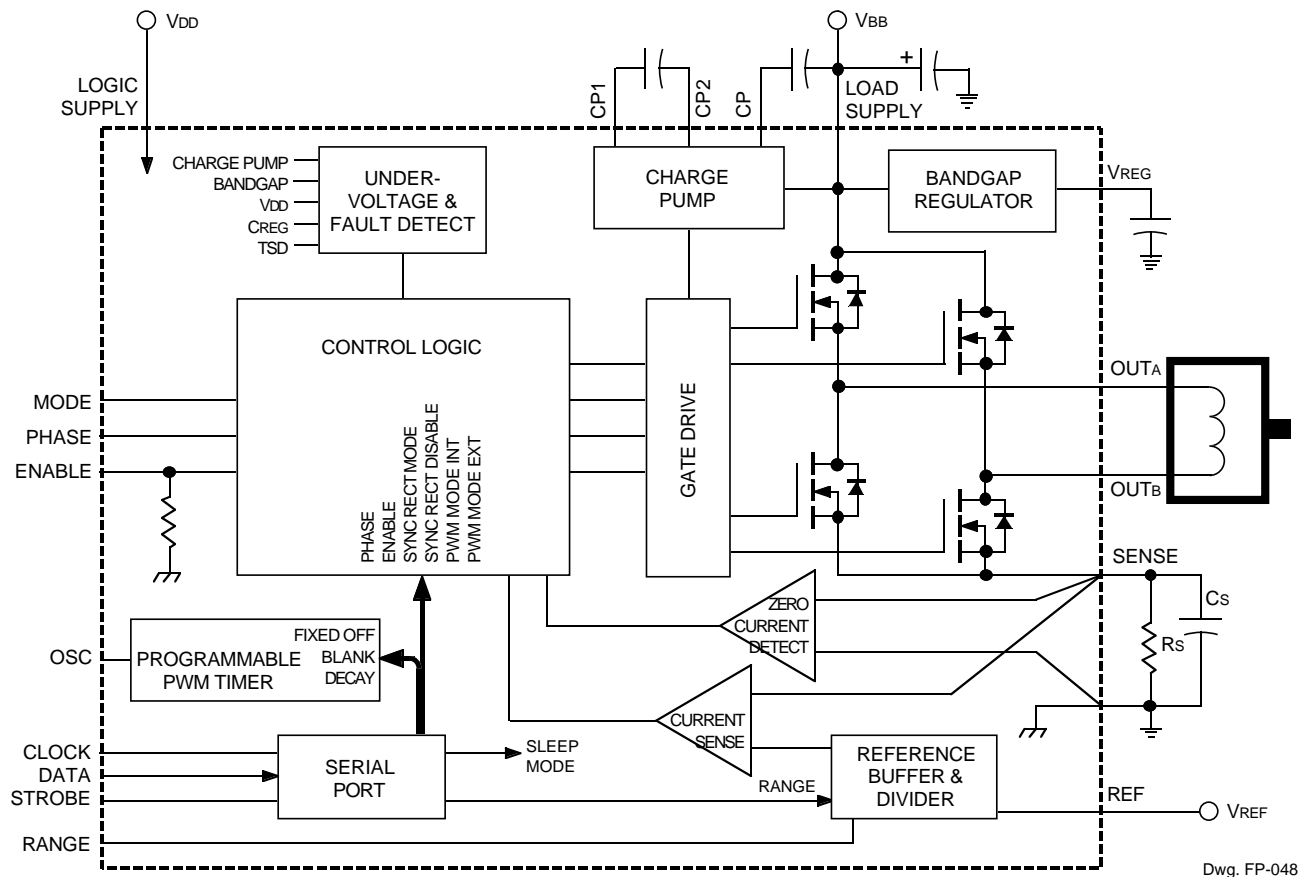 VDD
VBB
LOGIC
SUPPLY
CP1
CP2
CP
+
LOAD
SUPPLY
CHARGE PUMP
BANDGAP
VDD
CREG
TSD
UNDER-
VOLTAGE &
FAULT DETECT
CHARGE
PUMP
BANDGAP
REGULATOR
VREG
CONTROL LOGIC
GATE DRIVE
MODE
PHASE
ENABLE
PHASE
ENABLE
SYNC RECT MODE
SYNC RECT DISABLE
PWM MODE INT
PWM MODE EXT
OUTA
OUTB
SENSE
CS
RS
ZERO
CURRENT
DETECT
OSC
PROGRAMMABLE
PWM TIMER
FIXED OFF
BLANK
DECAY
CURRENT
SENSE
CLOCK
DATA
STROBE
SERIAL
PORT
SLEEP
MODE
RANGE
REFERENCE
BUFFER &
DIVIDER
REF
VREF
RANGE
Dwg. FP-048